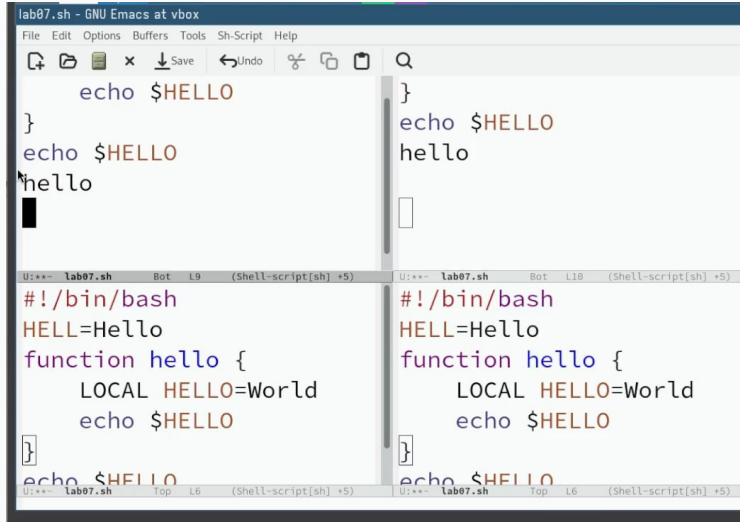 lab07.sh - GNU Emacs at vbox
File Edit Options Buffers Tools Sh-Script Help
Save Undo
echo $HELLO
}
echo $HELLO
hello
U:**- lab07.sh Bot L9 (Shell-script[sh] +5)
}
echo $HELLO
hello
U:**- lab07.sh Bot L10 (Shell-script[sh] +5)
#!/bin/bash
HELL=Hello
function hello {
LOCAL HELLO=World
echo $HELLO
}
echo $HELLO
U:**- lab07.sh Top L6 (Shell-script[sh] +5)
#!/bin/bash
HELL=Hello
function hello {
LOCAL HELLO=World
echo $HELLO
}
echo $HELLO
U:**- lab07.sh Top L6 (Shell-script[sh] +5)